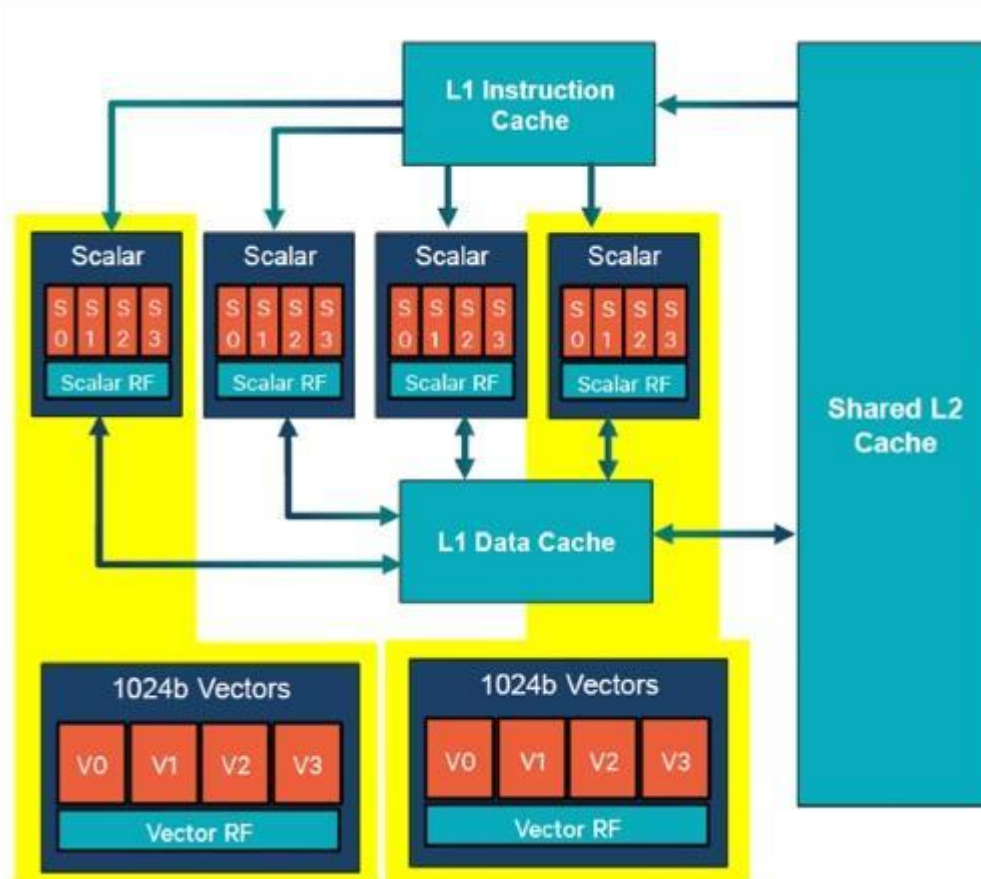 L1 Instruction
Cache
Scalar
S S S S
0 1 2 3
Scalar RF
Scalar
S S S S
0 1 2 3
Scalar RF
Scalar
S S S S
0 1 2 3
Scalar RF
Scalar
S S S S
0 1 2 3
Scalar RF
Shared L2
Cache
L1 Data Cache
1024b Vectors
V0 V1 V2 V3
Vector RF
1024b Vectors
V0 V1 V2 V3
Vector RF